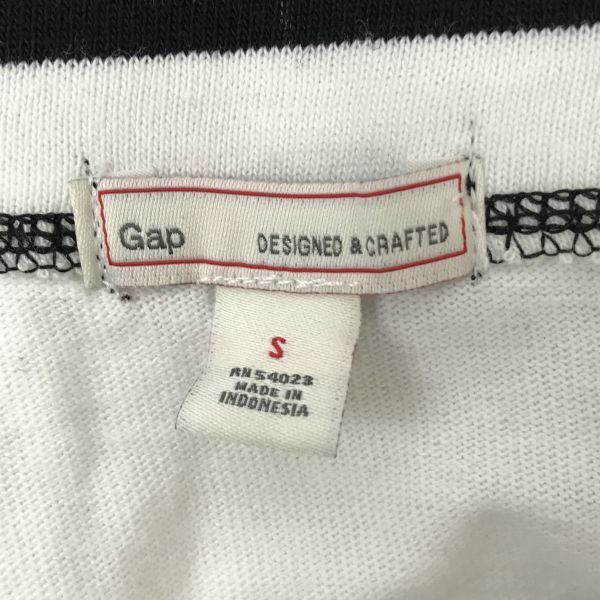 Gap DESIGNED & CRAFTED
S
RN 54023
MADE IN
INDONESIA